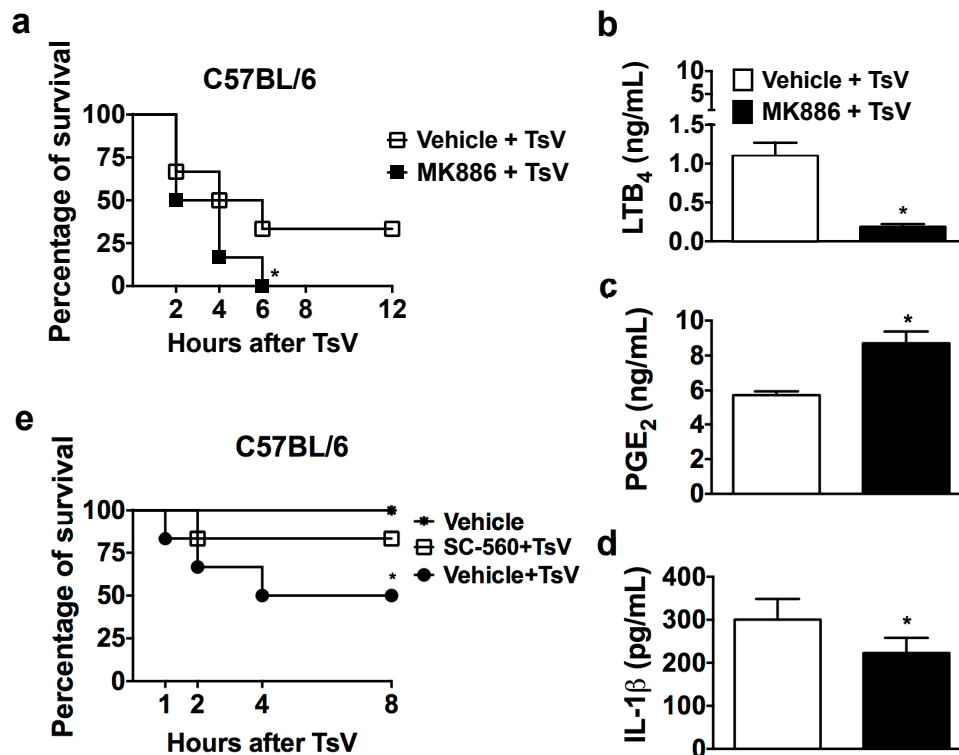 a
C57BL/6
Percentage of survival
100
75
50
25
0
Vehicle + TsV
MK886 + TsV
*
2 4 6 8 12
Hours after TsV
b
LTB4 (ng/mL)
10
5
1.5
1.0
0.5
0.0
Vehicle + TsV
MK886 + TsV
*
c
PGE2 (ng/mL)
10
8
6
4
2
0
*
e
C57BL/6
Percentage of survival
100
75
50
25
0
Vehicle
SC-560+TsV
Vehicle+TsV
*
1 2 4 8
Hours after TsV
d
IL-1β (pg/mL)
400
300
200
100
0
*